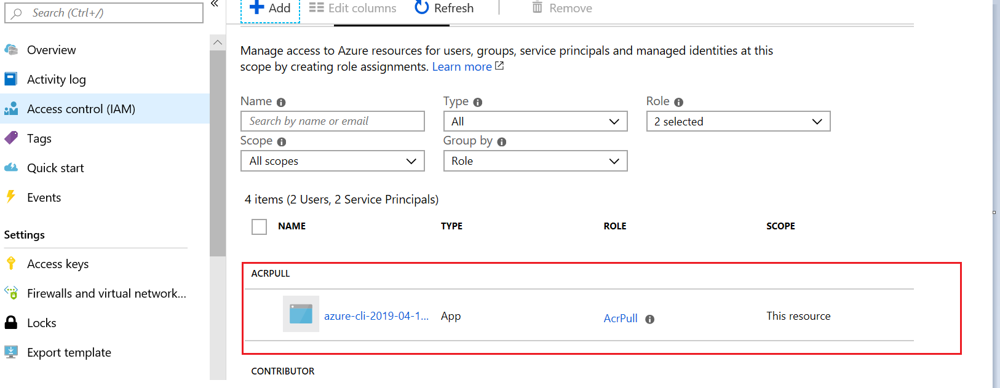 Search (Ctrl+/)
«
Overview
Activity log
Access control (IAM)
Tags
Quick start
Events
Settings
Access keys
Firewalls and virtual network...
Locks
Export template
Add
Edit columns
Refresh
Remove
Manage access to Azure resources for users, groups, service principals and managed identities at this
scope by creating role assignments. Learn more
Name
Type
Role
Search by name or email
All
2 selected
Scope
Group by
All scopes
Role
4 items (2 Users, 2 Service Principals)
NAME TYPE ROLE SCOPE
ACRPULL
azure-cli-2019-04-1... App AcrPull This resource
CONTRIBUTOR